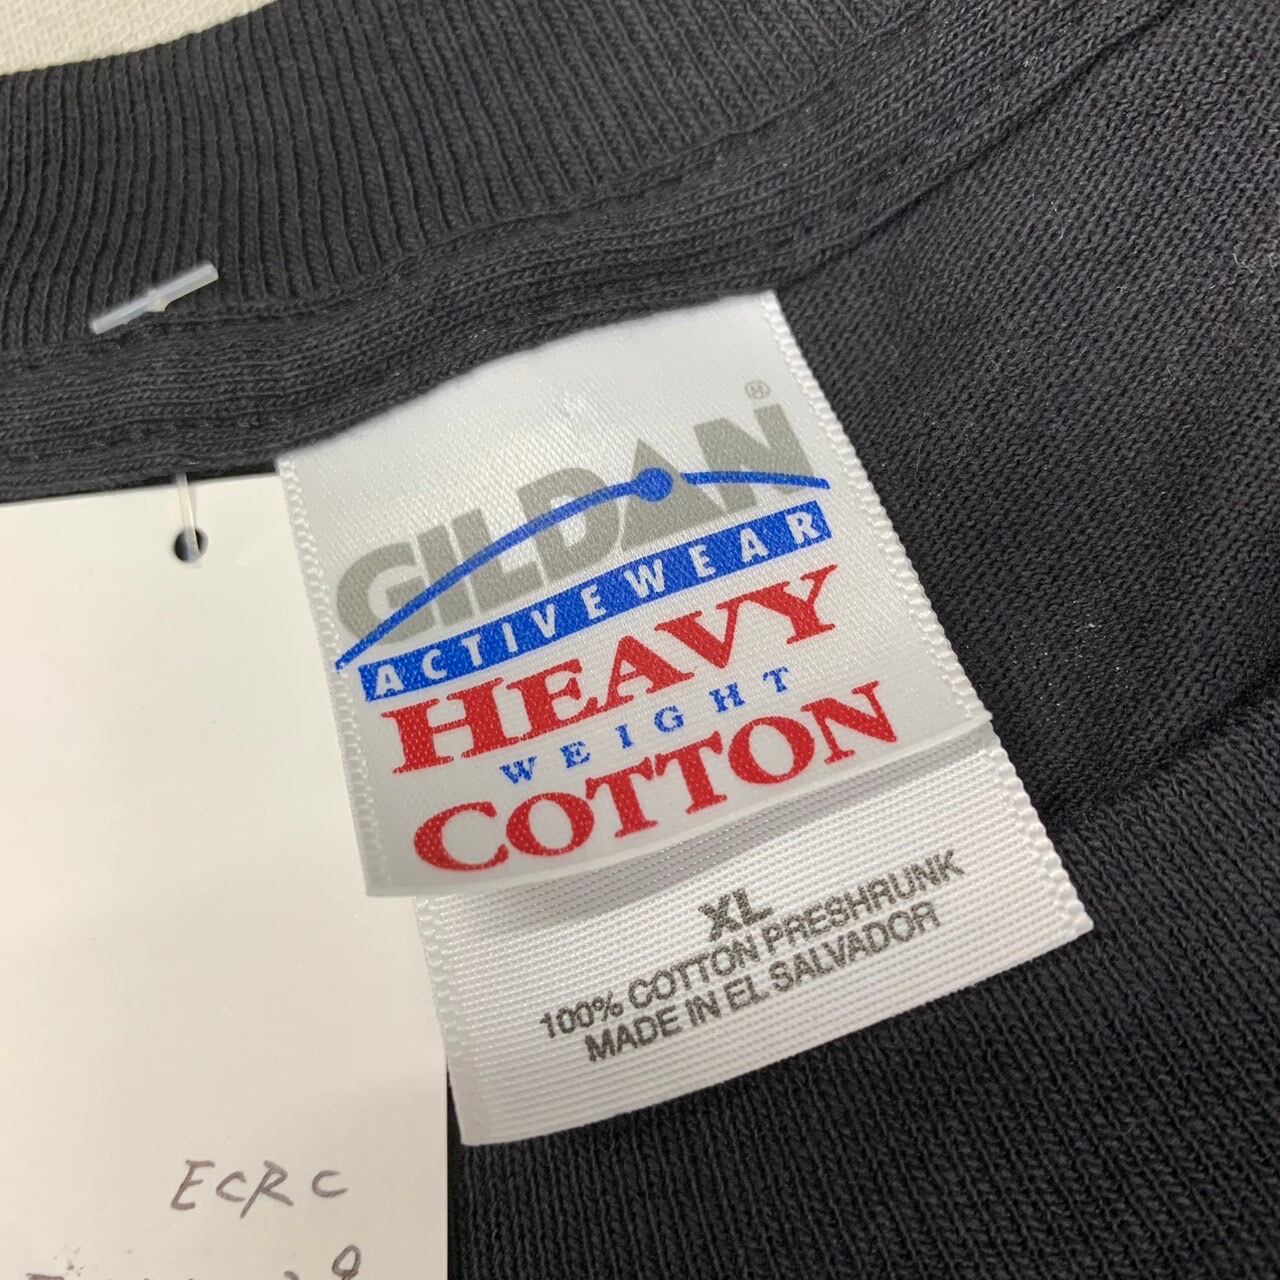 GILDAN®
ACTIVEWEAR
HEAVY
WEIGHT
COTTON
XL
100% COTTON PRESHRUNK
MADE IN EL SALVADOR
ECRC